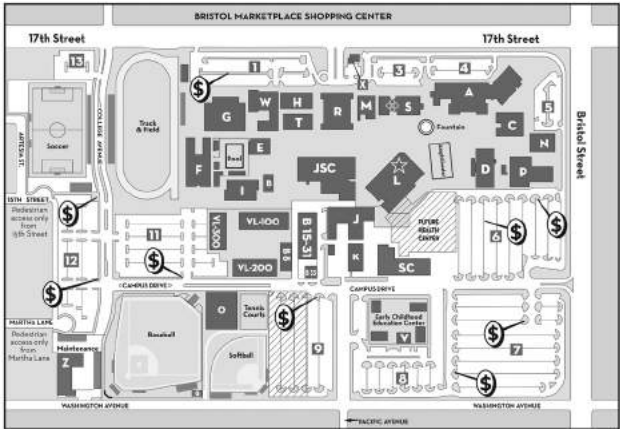 BRISTOL MARKETPLACE SHOPPING CENTER
17th Street
17th Street
13
1
3
4
X
A
5
W
H
G
T
R
M
S
C
COLLEGE AVENUE
Track
& Field
Soccer
Fountain
Bristol Street
N
E
Pool
F
JSC
L
D
P
I
B
ARTESIA ST.
15TH STREET
Pedestrian
access only
from
15th Street
$
$
$
$
$
$
$
$
$
VL-300
VL-100
VL-200
B 15-31
J
FUTURE
HEALTH
CENTER
11
6
12
K
SC
CAMPUS DRIVE
CAMPUS DRIVE
MARTHA LANE
Pedestrian
access only
from
Martha Lane
Maintenance
Z
Baseball
O
Tennis
Courts
Softball
9
Early Childhood
Education Center
V
8
7
WASHINGTON AVENUE
WASHINGTON AVENUE
PACIFIC AVENUE